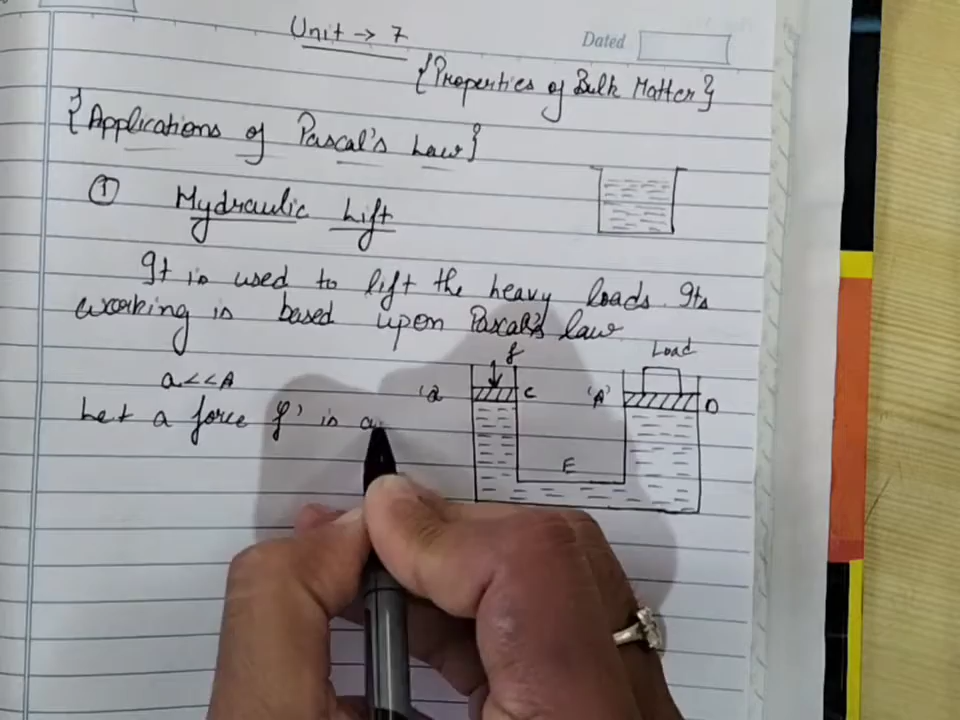 Unit → 7
Dated
{Properties of Bulk Matter}
{Applications of Pascal's Law}
① Hydraulic Lift
It is used to lift the heavy loads. Its
working is based upon Pascal's law.
f
Load
a<<A
'a
C
'A'
D
Let a force 'f' is a
E